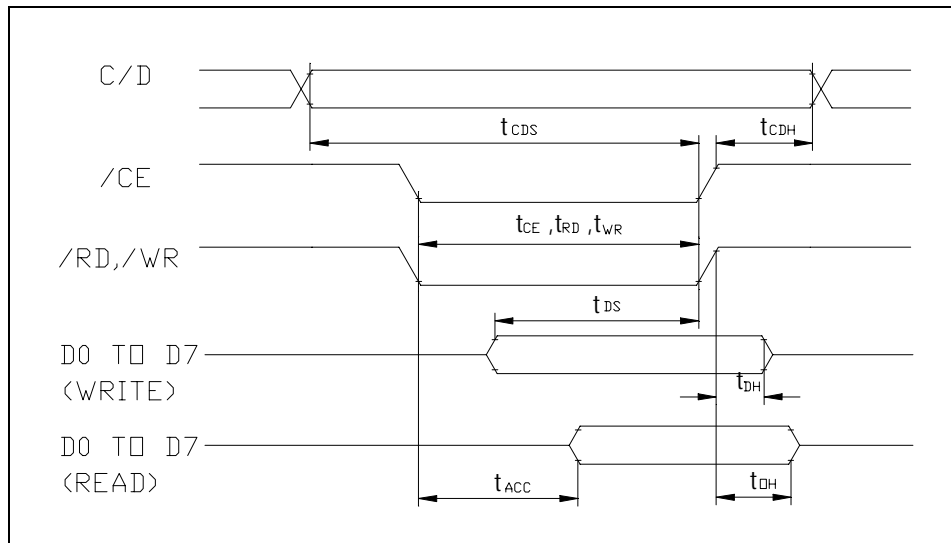 C/D
tCDS
tCDH
/CE
tCE ,tRD ,tWR
/RD,/WR
tDS
D0 TO D7
(WRITE)
tDH
D0 TO D7
(READ)
tACC
tOH